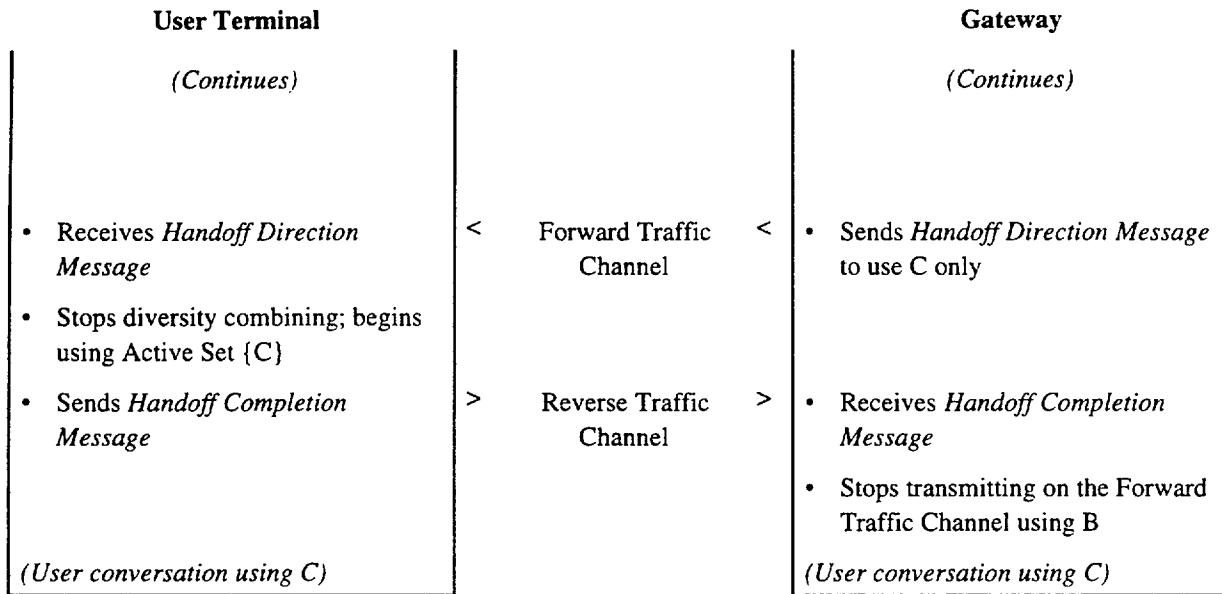 User Terminal
Gateway
(Continues)
(Continues)
• Receives Handoff Direction
Message
< Forward Traffic <
Channel
• Sends Handoff Direction Message
to use C only
• Stops diversity combining; begins
using Active Set {C}
• Sends Handoff Completion
Message
> Reverse Traffic >
Channel
• Receives Handoff Completion
Message
• Stops transmitting on the Forward
Traffic Channel using B
(User conversation using C)
(User conversation using C)